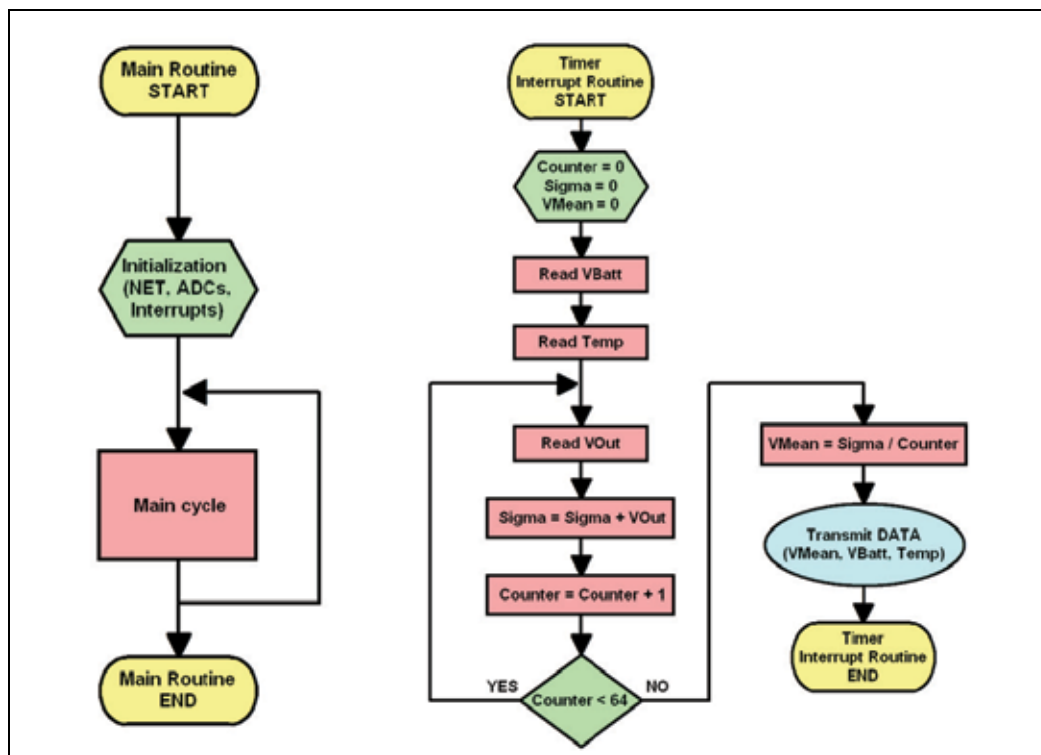 Main Routine
START
Initialization
(NET, ADCs,
Interrupts)
Main cycle
Main Routine
END
Timer
Interrupt Routine
START
Counter = 0
Sigma = 0
VMean = 0
Read VBatt
Read Temp
Read VOut
Sigma = Sigma + VOut
Counter = Counter + 1
YES
Counter < 64
NO
VMean = Sigma / Counter
Transmit DATA
(VMean, VBatt, Temp)
Timer
Interrupt Routine
END